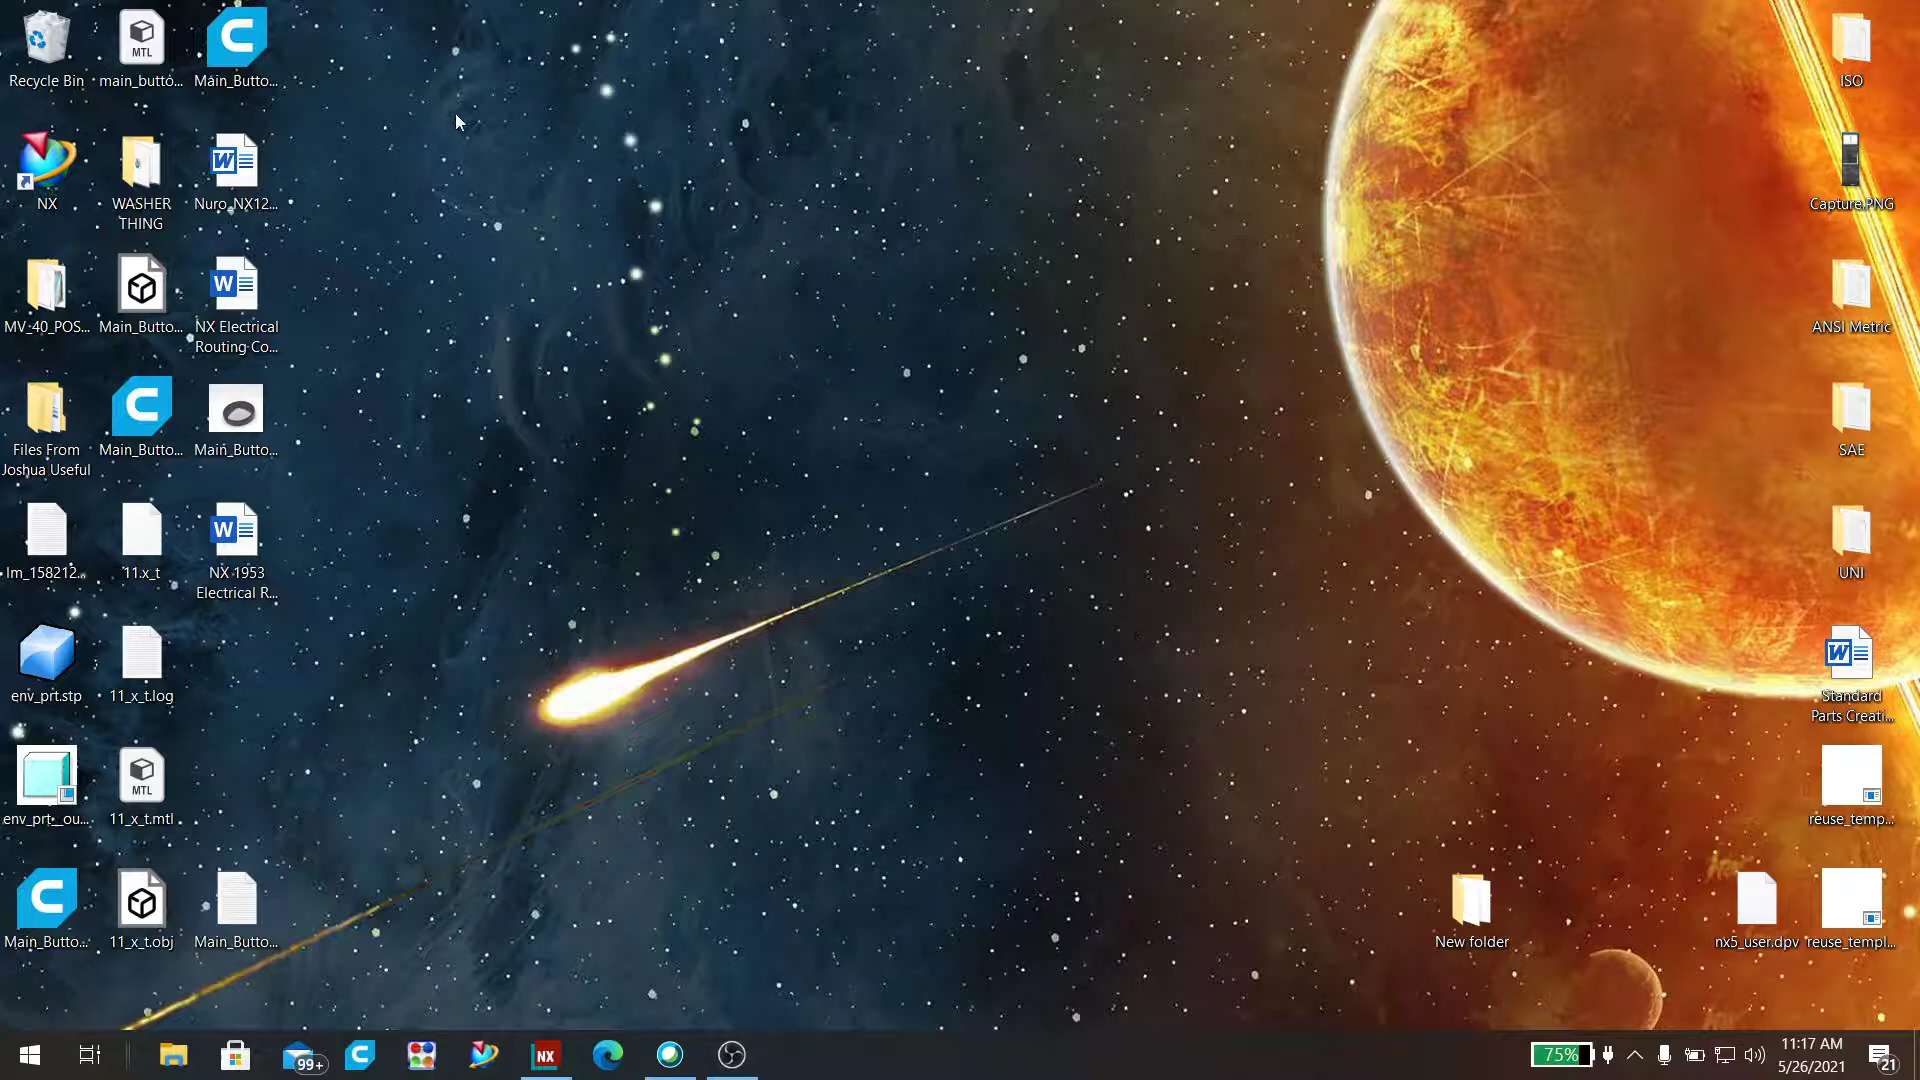 Recycle Bin
main_butto...
Main_Butto...
NX
WASHER
THING
Nuro_NX12...
MV_40_POS...
Main_Butto...
NX Electrical
Routing Co...
Files From
Joshua Useful
Main_Butto...
Main_Butto...
lm_158212...
11.x_t
NX 1953
Electrical R...
env_prt.stp
11_x_t.log
env_prt__ou...
MTL
MTL
11_x_t.mtl
Main_Butto...
11_x_t.obj
Main_Butto...
ISO
Capture.PNG
ANSI Metric
SAE
UNI
Standard
Parts Creati...
reuse_temp...
New folder
nx5_user.dpv
reuse_templ...
99+
NX
75%
11:17 AM
5/26/2021
21